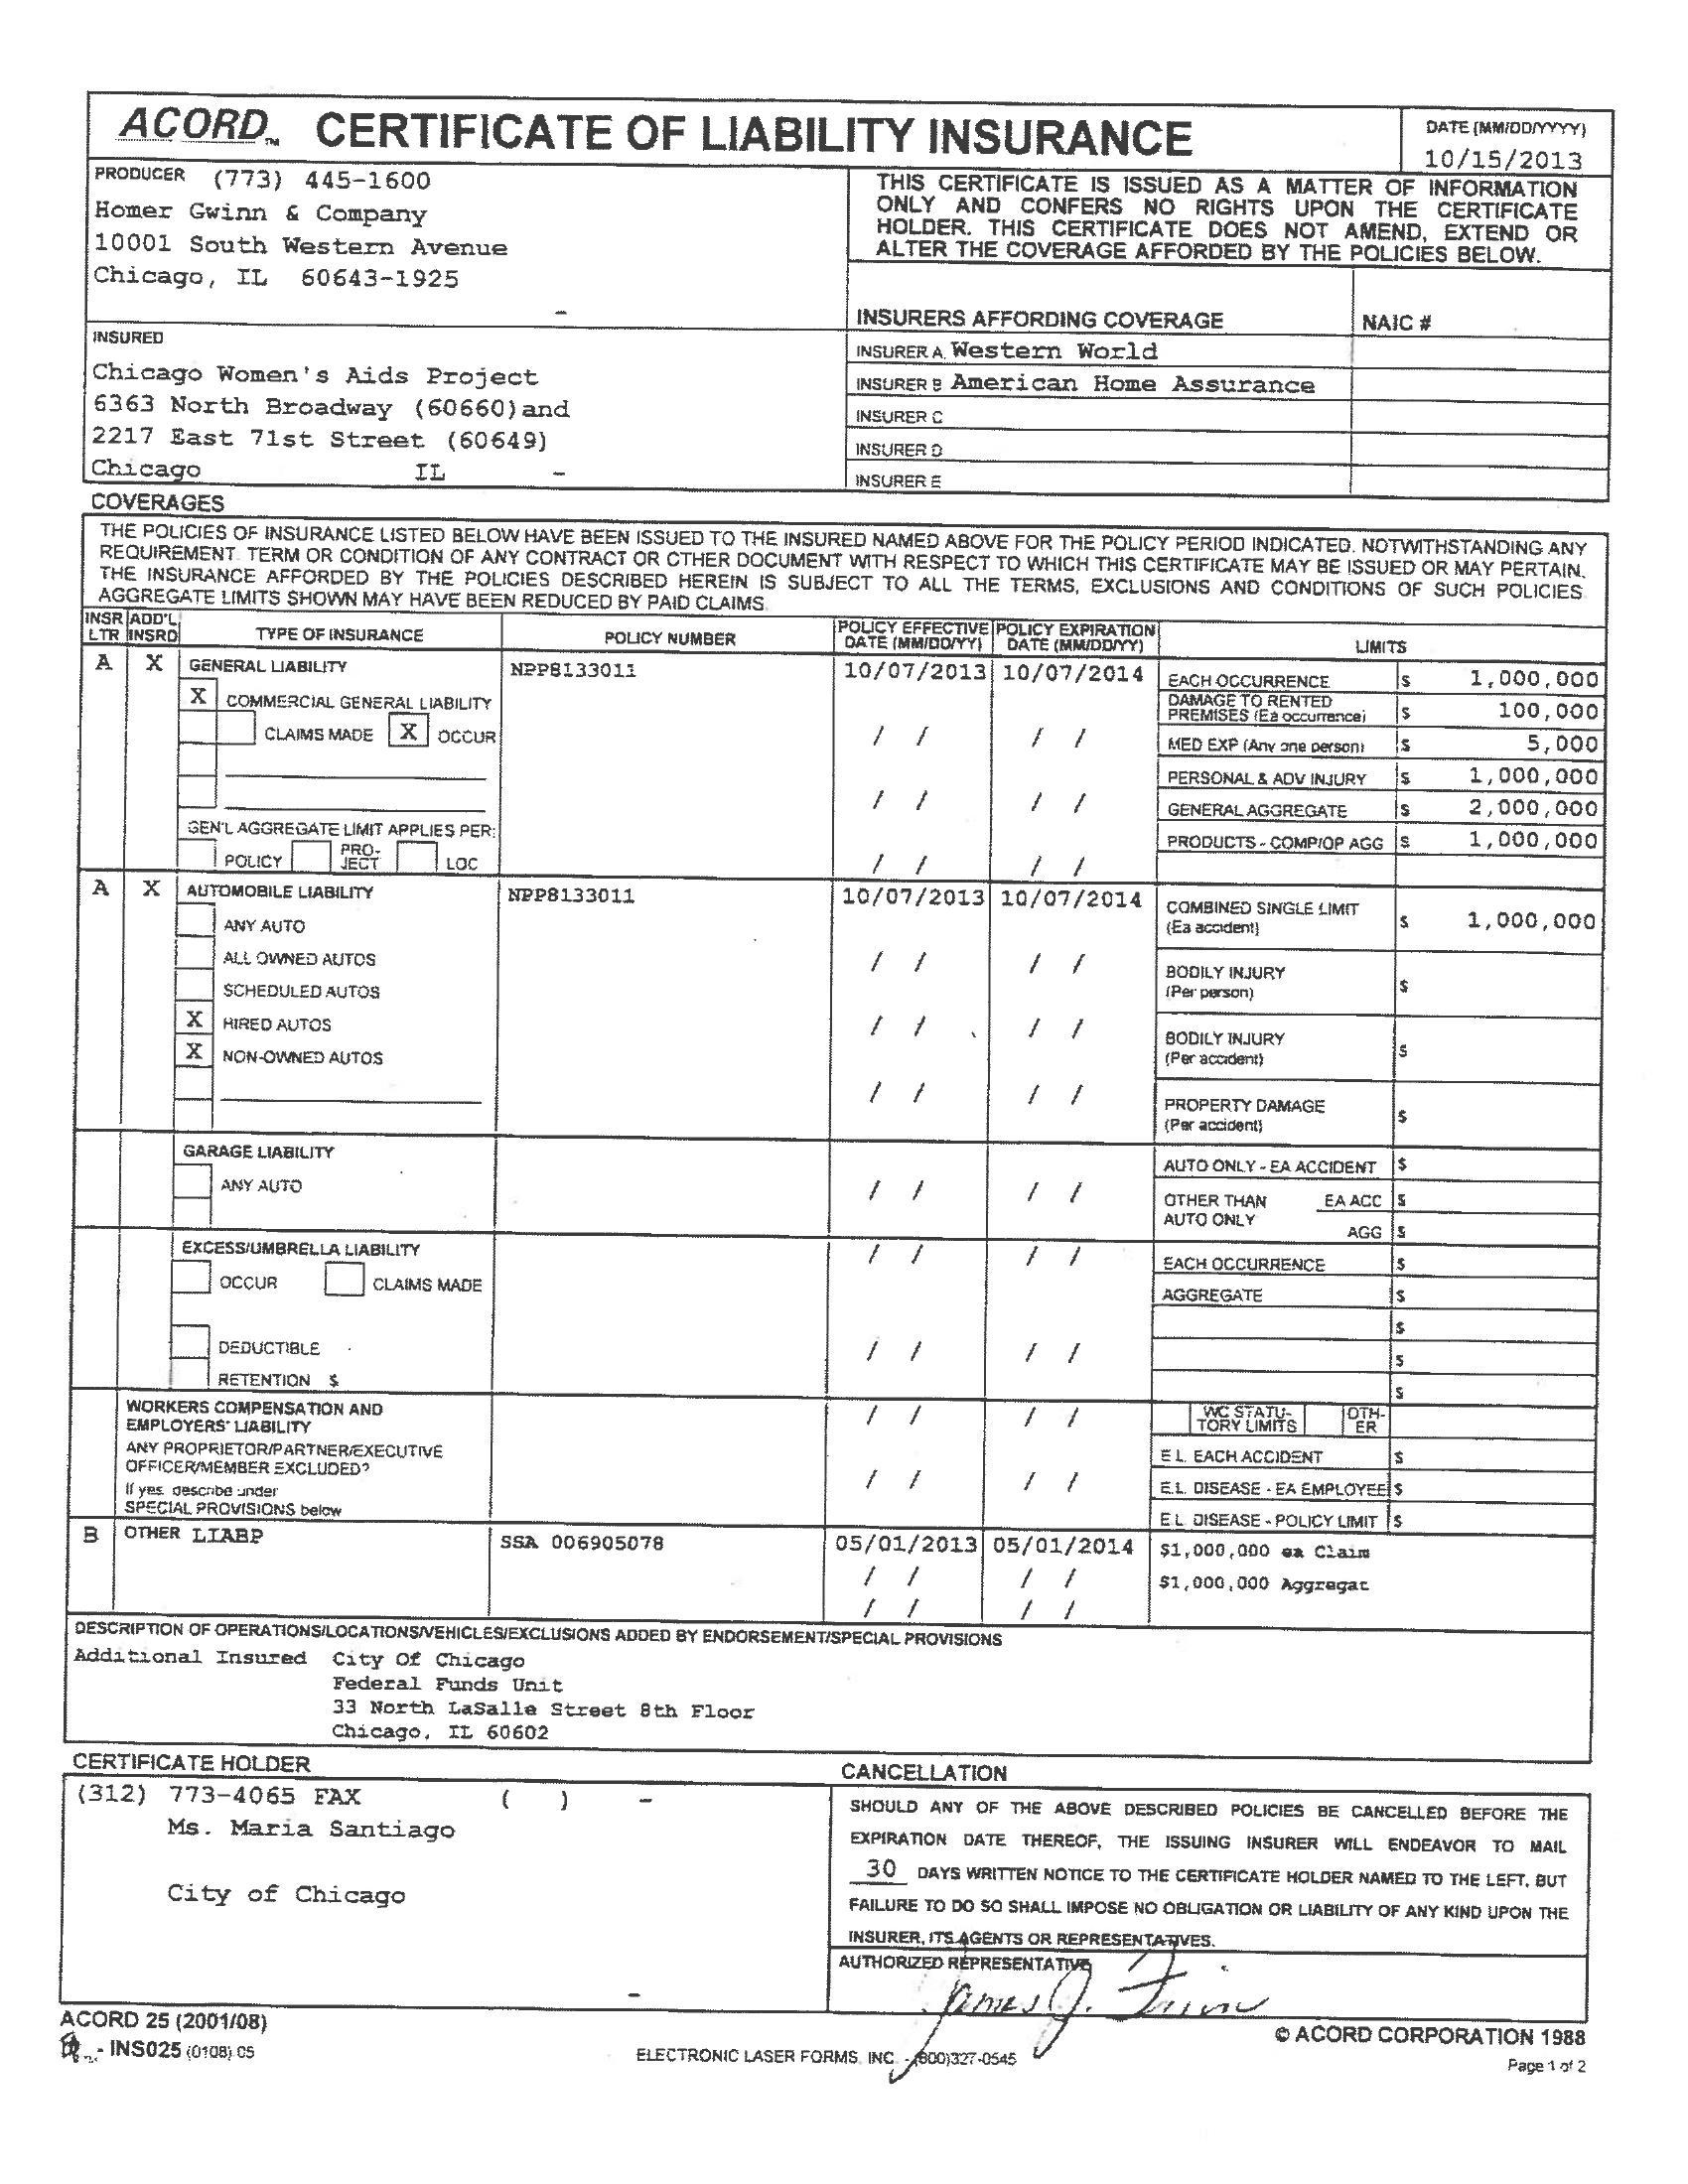 ACORD™ CERTIFICATE OF LIABILITY INSURANCE
DATE (MM/DD/YYYY)
10/15/2013
PRODUCER (773) 445-1600
Homer Gwinn & Company
10001 South Western Avenue
Chicago, IL 60643-1925
-
THIS CERTIFICATE IS ISSUED AS A MATTER OF INFORMATION
ONLY AND CONFERS NO RIGHTS UPON THE CERTIFICATE
HOLDER. THIS CERTIFICATE DOES NOT AMEND, EXTEND OR
ALTER THE COVERAGE AFFORDED BY THE POLICIES BELOW.
INSURERS AFFORDING COVERAGE NAIC #
INSURED
Chicago Women's Aids Project
6363 North Broadway (60660)and
2217 East 71st Street (60649)
Chicago IL -
INSURER A. Western World
INSURER B American Home Assurance
INSURER C
INSURER D
INSURER E
COVERAGES
THE POLICIES OF INSURANCE LISTED BELOW HAVE BEEN ISSUED TO THE INSURED NAMED ABOVE FOR THE POLICY PERIOD INDICATED. NOTWITHSTANDING ANY
REQUIREMENT. TERM OR CONDITION OF ANY CONTRACT OR OTHER DOCUMENT WITH RESPECT TO WHICH THIS CERTIFICATE MAY BE ISSUED OR MAY PERTAIN.
THE INSURANCE AFFORDED BY THE POLICIES DESCRIBED HEREIN IS SUBJECT TO ALL THE TERMS, EXCLUSIONS AND CONDITIONS OF SUCH POLICIES.
AGGREGATE LIMITS SHOWN MAY HAVE BEEN REDUCED BY PAID CLAIMS.
INSR LTR ADD'L INSRD TYPE OF INSURANCE POLICY NUMBER POLICY EFFECTIVE DATE (MM/DD/YY) POLICY EXPIRATION DATE (MM/DD/YY) LIMITS
A X GENERAL LIABILITY NPP8133011 10/07/2013 10/07/2014 EACH OCCURRENCE $ 1,000,000
X COMMERCIAL GENERAL LIABILITY DAMAGE TO RENTED PREMISES (Ea occurrence) $ 100,000
CLAIMS MADE X OCCUR / / / / MED EXP (Any one person) $ 5,000
PERSONAL & ADV INJURY $ 1,000,000
/ / / / GENERAL AGGREGATE $ 2,000,000
GEN'L AGGREGATE LIMIT APPLIES PER: PRODUCTS - COMP/OP AGG $ 1,000,000
POLICY PRO-JECT LOC / / / /
A X AUTOMOBILE LIABILITY NPP8133011 10/07/2013 10/07/2014 COMBINED SINGLE LIMIT (Ea accident) $ 1,000,000
ANY AUTO
ALL OWNED AUTOS / / / / BODILY INJURY (Per person) $
SCHEDULED AUTOS
X HIRED AUTOS / / / / BODILY INJURY (Per accident) $
X NON-OWNED AUTOS
/ / / / PROPERTY DAMAGE (Per accident) $
GARAGE LIABILITY AUTO ONLY - EA ACCIDENT $
ANY AUTO / / / / OTHER THAN AUTO ONLY EA ACC $
AGG $
EXCESS/UMBRELLA LIABILITY / / / / EACH OCCURRENCE $
OCCUR CLAIMS MADE AGGREGATE $
$
DEDUCTIBLE / / / / $
RETENTION $ $
WORKERS COMPENSATION AND EMPLOYERS' LIABILITY / / / / WC STATU-TORY LIMITS OTH-ER
ANY PROPRIETOR/PARTNER/EXECUTIVE OFFICER/MEMBER EXCLUDED? E L. EACH ACCIDENT $
If yes. describe under / / / / E.L. DISEASE - EA EMPLOYEE $
SPECIAL PROVISIONS below E L DISEASE - POLICY LIMIT $
B OTHER LIABP SSA 006905078 05/01/2013 05/01/2014 $1,000,000 ea Claim
/ / / / $1,000,000 Aggregat
/ / / /
DESCRIPTION OF OPERATIONS/LOCATIONS/VEHICLES/EXCLUSIONS ADDED BY ENDORSEMENT/SPECIAL PROVISIONS
Additional Insured City Of Chicago
Federal Funds Unit
33 North LaSalle Street 8th Floor
Chicago, IL 60602
CERTIFICATE HOLDER
(312) 773-4065 FAX ( ) -
Ms. Maria Santiago
City of Chicago
-
CANCELLATION
SHOULD ANY OF THE ABOVE DESCRIBED POLICIES BE CANCELLED BEFORE THE
EXPIRATION DATE THEREOF, THE ISSUING INSURER WILL ENDEAVOR TO MAIL
30 DAYS WRITTEN NOTICE TO THE CERTIFICATE HOLDER NAMED TO THE LEFT, BUT
FAILURE TO DO SO SHALL IMPOSE NO OBLIGATION OR LIABILITY OF ANY KIND UPON THE
INSURER, ITS AGENTS OR REPRESENTATIVES.
AUTHORIZED REPRESENTATIVE
James J.
ACORD 25 (2001/08)
© ACORD CORPORATION 1988
- INS025 (0108).05
ELECTRONIC LASER FORMS, INC. - (800)327-0545
Page 1 of 2